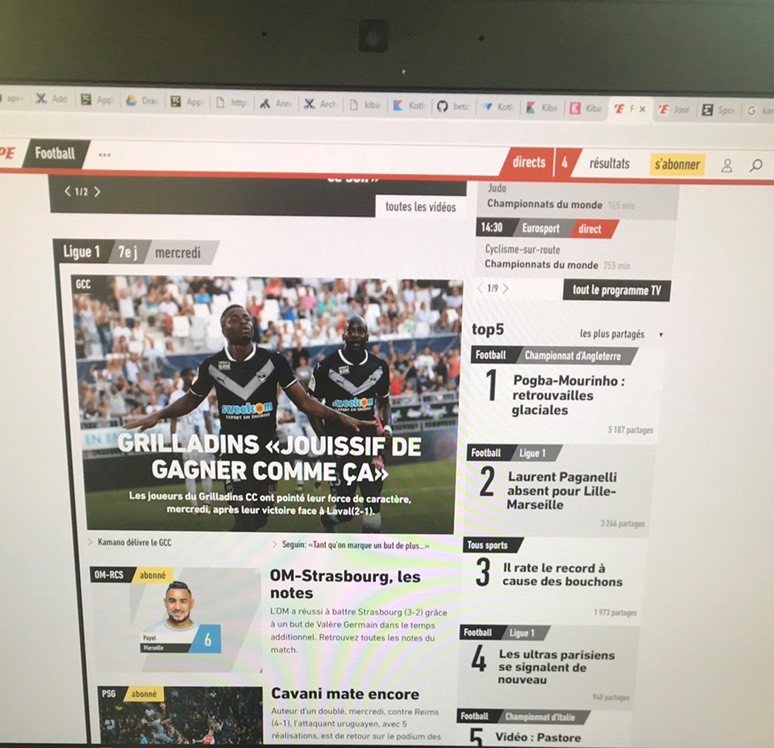 Add
App
Dra
App
http
Ann
Arch
kiba
Kotl
betc
Kotl
Kiba
Kiba
José
Spo
PE
Football
...
directs 4
résultats
s'abonner
1/2
toutes les vidéos
Judo
Championnats du monde 165 min
14:30 Eurosport direct
Cyclisme-sur-route
Championnats du monde 255 min
1/9
tout le programme TV
Ligue 1 7e j mercredi
GCC
sweetcom
GRILLADINS «JOUISSIF DE
GAGNER COMME ÇA»
Les joueurs du Grilladins CC ont pointé leur force de caractère,
mercredi, après leur victoire face à Laval(2-1).
Kamano délivre le GCC
Seguin: «Tant qu'on marque un but de plus...»
OM-RCS abonné
Payet
Marseille
6
OM-Strasbourg, les
notes
L'OM a réussi à battre Strasbourg (3-2) grâce
à un but de Valère Germain dans le temps
additionnel. Retrouvez toutes les notes du
match.
PSG abonné
Cavani mate encore
Auteur d'un doublé, mercredi, contre Reims
(4-1), l'attaquant uruguayen, avec 5
réalisations, est de retour sur le podium des
top5
les plus partagés
Football Championnat d'Angleterre
1
Pogba-Mourinho :
retrouvailles
glaciales
5 187 partages
Football Ligue 1
2
Laurent Paganelli
absent pour Lille-
Marseille
3 266 partages
Tous sports
3
Il rate le record à
cause des bouchons
1 973 partages
Football Ligue 1
4
Les ultras parisiens
se signalent de
nouveau
940 partages
Football Championnat d'Italie
5
Vidéo : Pastore